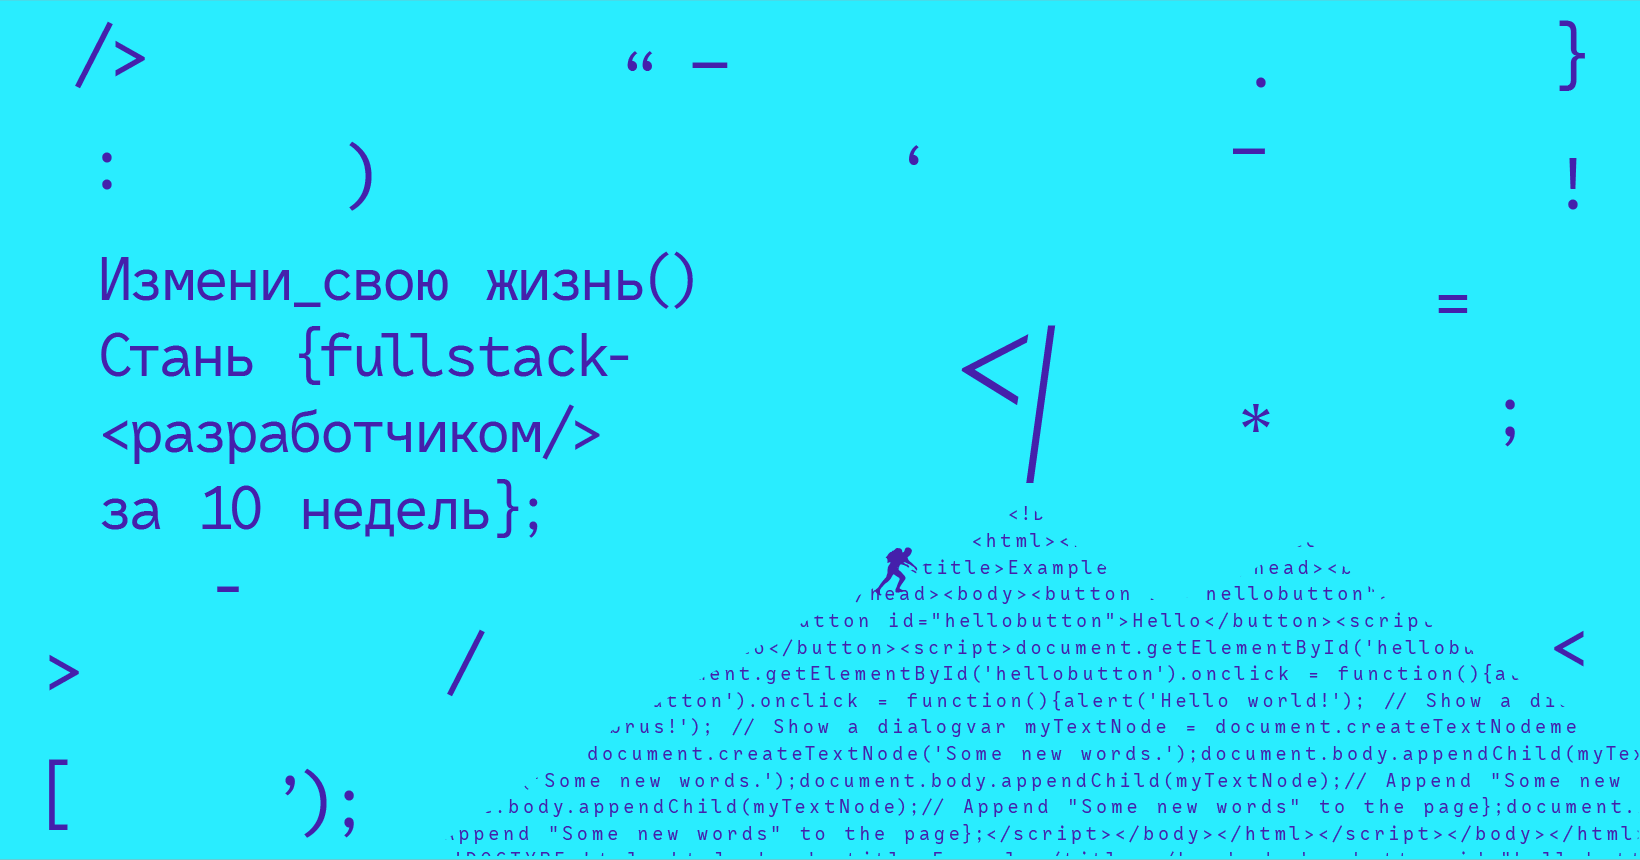 /> “ – . }
: ) ‘ – !
Измени_свою жизнь()
=
Стань {fullstack-
</
<разработчиком/>
* ;
за 10 недель};
<!
<html><
title>Example head><
-
head><body><button hellobutton"
utton id="hellobutton">Hello</button><scrip
> / <
</button><script>document.getElementById('hellobu
ent.getElementById('hellobutton').onclick = function(){a
utton').onclick = function(){alert('Hello world!'); // Show a di
rus!'); // Show a dialogvar myTextNode = document.createTextNodeme
document.createTextNode('Some new words.');document.body.appendChild(myTex
[ ’);
'Some new words.');document.body.appendChild(myTextNode);// Append "Some new
.body.appendChild(myTextNode);// Append "Some new words" to the page};document.
ppend "Some new words" to the page};</script></body></html></script></body></html